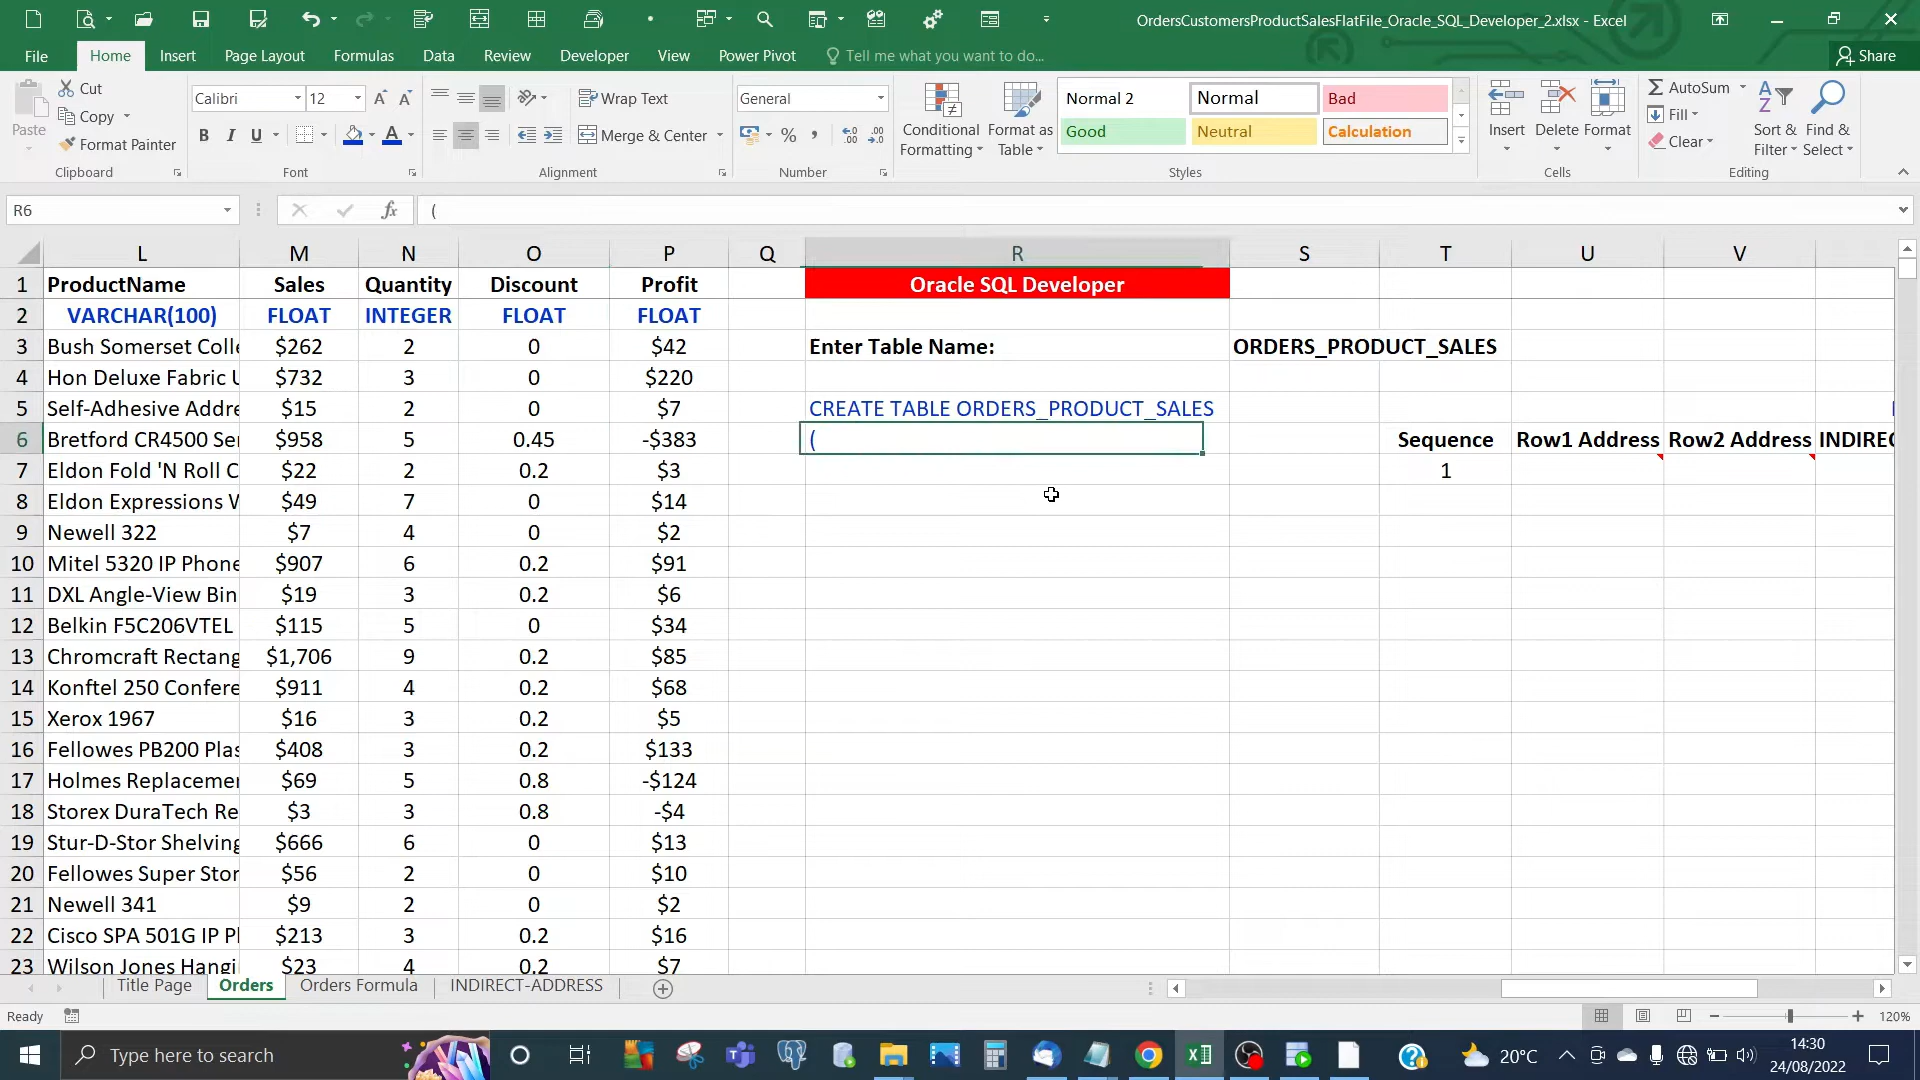 OrdersCustomersProductSalesFlatFile_Oracle_SQL_Developer_2.xlsx - Excel
File Home Insert Page Layout Formulas Data Review Developer View Power Pivot Tell me what you want to do... Share
Paste Cut Copy Format Painter
Clipboard
Calibri 12
B I U A
Font
Wrap Text
Merge & Center
Alignment
General
% ,
Number
Conditional Formatting Format as Table
Normal 2 Normal Bad
Good Neutral Calculation
Styles
Insert Delete Format
Cells
AutoSum
Fill
Clear
Sort & Filter Find & Select
Editing
R6 fx (
L M N O P Q R S T U V
1 ProductName Sales Quantity Discount Profit Oracle SQL Developer
2 VARCHAR(100) FLOAT INTEGER FLOAT FLOAT
3 Bush Somerset Colle $262 2 0 $42 Enter Table Name: ORDERS_PRODUCT_SALES
4 Hon Deluxe Fabric U $732 3 0 $220
5 Self-Adhesive Addre $15 2 0 $7 CREATE TABLE ORDERS_PRODUCT_SALES
6 Bretford CR4500 Ser $958 5 0.45 -$383 ( Sequence Row1 Address Row2 Address INDIREC
7 Eldon Fold 'N Roll C $22 2 0.2 $3 1
8 Eldon Expressions W $49 7 0 $14
9 Newell 322 $7 4 0 $2
10 Mitel 5320 IP Phone $907 6 0.2 $91
11 DXL Angle-View Bin $19 3 0.2 $6
12 Belkin F5C206VTEL $115 5 0 $34
13 Chromcraft Rectang $1,706 9 0.2 $85
14 Konftel 250 Confere $911 4 0.2 $68
15 Xerox 1967 $16 3 0.2 $5
16 Fellowes PB200 Plas $408 3 0.2 $133
17 Holmes Replacemer $69 5 0.8 -$124
18 Storex DuraTech Re $3 3 0.8 -$4
19 Stur-D-Stor Shelving $666 6 0 $13
20 Fellowes Super Stor $56 2 0 $10
21 Newell 341 $9 2 0 $2
22 Cisco SPA 501G IP Pl $213 3 0.2 $16
23 Wilson Jones Hangi $23 4 0.2 $7
Title Page Orders Orders Formula INDIRECT-ADDRESS
Ready 120%
Type here to search 20°C 14:30
24/08/2022